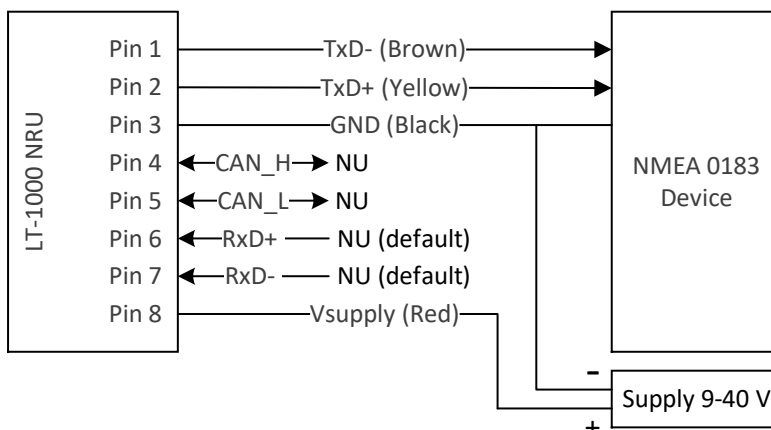 LT-1000 NRU
Pin 1 TxD- (Brown)
Pin 2 TxD+ (Yellow)
Pin 3 GND (Black)
Pin 4 CAN_H NU
Pin 5 CAN_L NU
Pin 6 RxD+ NU (default)
Pin 7 RxD- NU (default)
Pin 8 Vsupply (Red)
NMEA 0183
Device
-
Supply 9-40 V
+